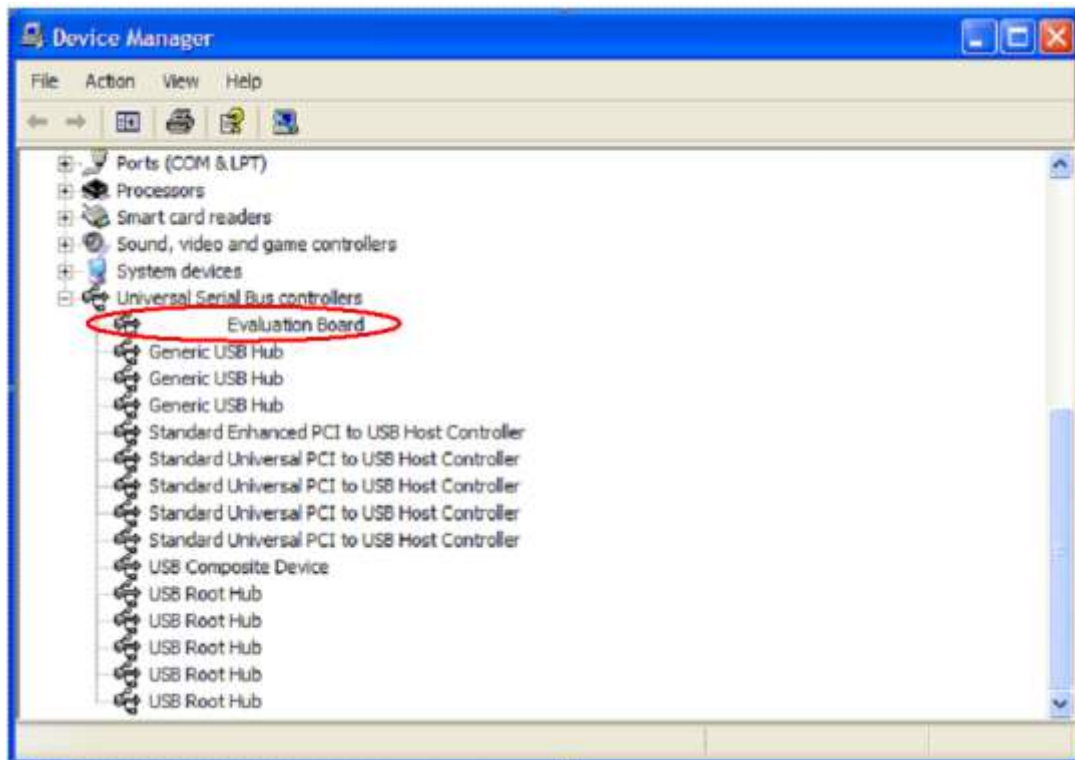 Device Manager
File Action View Help
Ports (COM & LPT)
Processors
Smart card readers
Sound, video and game controllers
System devices
Universal Serial Bus controllers
Evaluation Board
Generic USB Hub
Generic USB Hub
Generic USB Hub
Standard Enhanced PCI to USB Host Controller
Standard Universal PCI to USB Host Controller
Standard Universal PCI to USB Host Controller
Standard Universal PCI to USB Host Controller
Standard Universal PCI to USB Host Controller
USB Composite Device
USB Root Hub
USB Root Hub
USB Root Hub
USB Root Hub
USB Root Hub